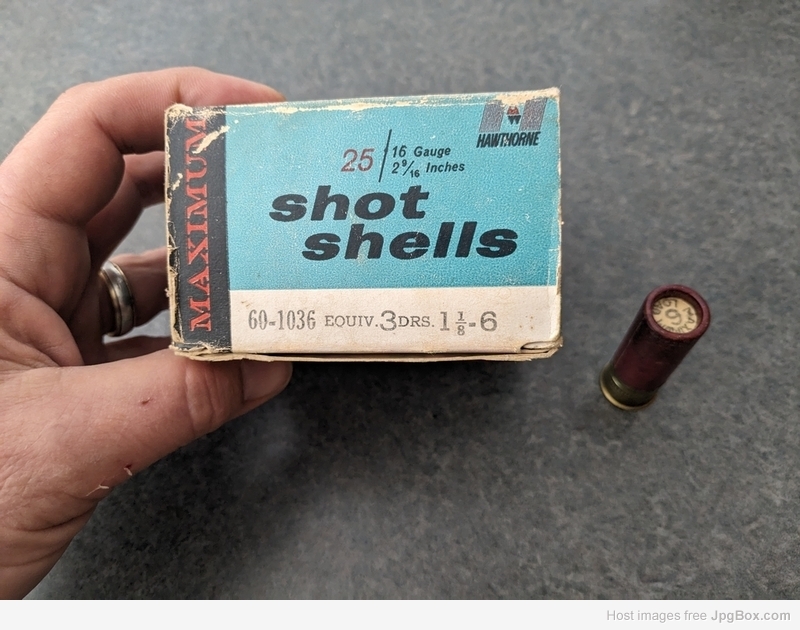 MAXIMUM
HAWTHORNE
25 16 Gauge
2 9/16 Inches
shot
shells
60-1036 EQUIV. 3 DRS. 1 1/8-6
6
Host images free JpgBox.com